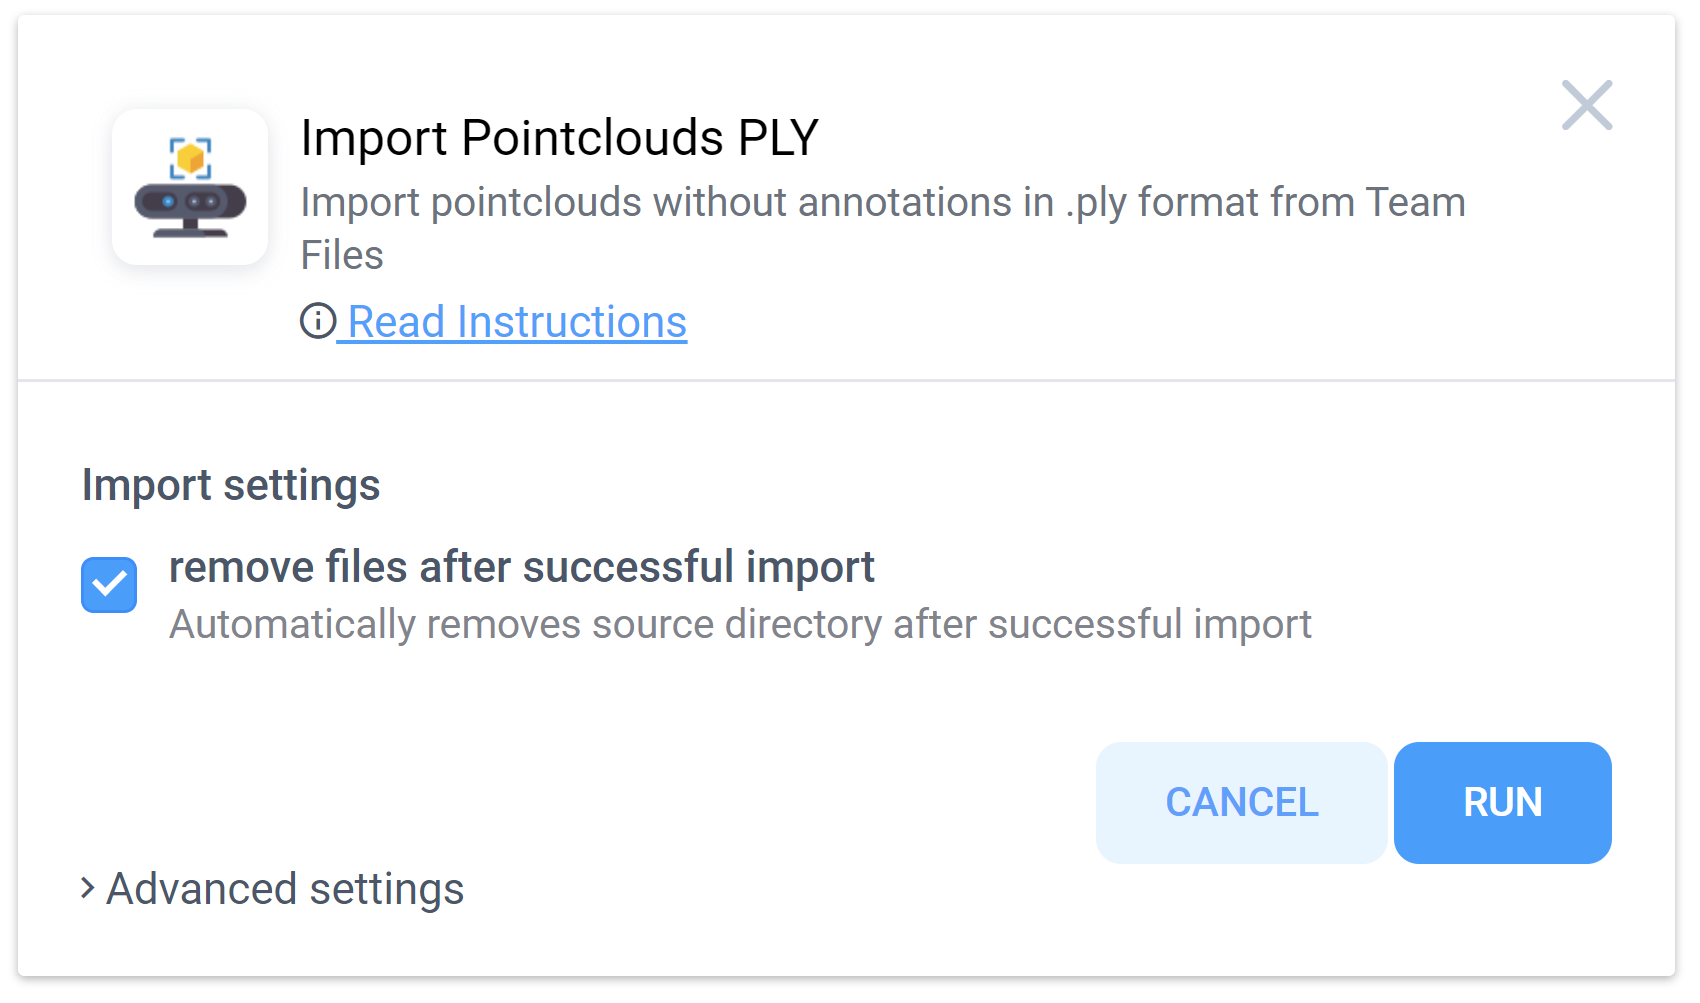 Import Pointclouds PLY
Import pointclouds without annotations in .ply format from Team
Files
Read Instructions
Import settings
remove files after successful import
Automatically removes source directory after successful import
CANCEL
RUN
Advanced settings